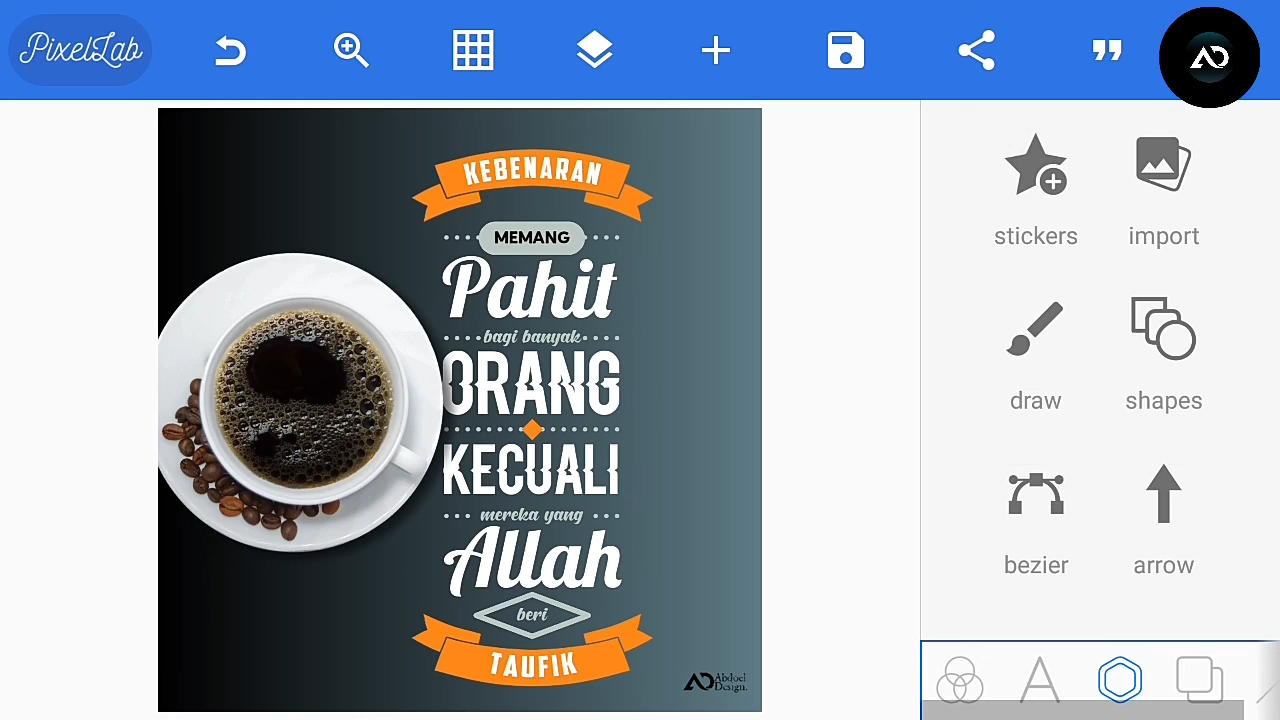 PixelLab
KEBENARAN
MEMANG
Pahit
bagi banyak
ORANG
KECUALI
mereka yang
Allah
beri
TAUFIK
Abdoel
Design.
stickers
import
draw
shapes
bezier
arrow